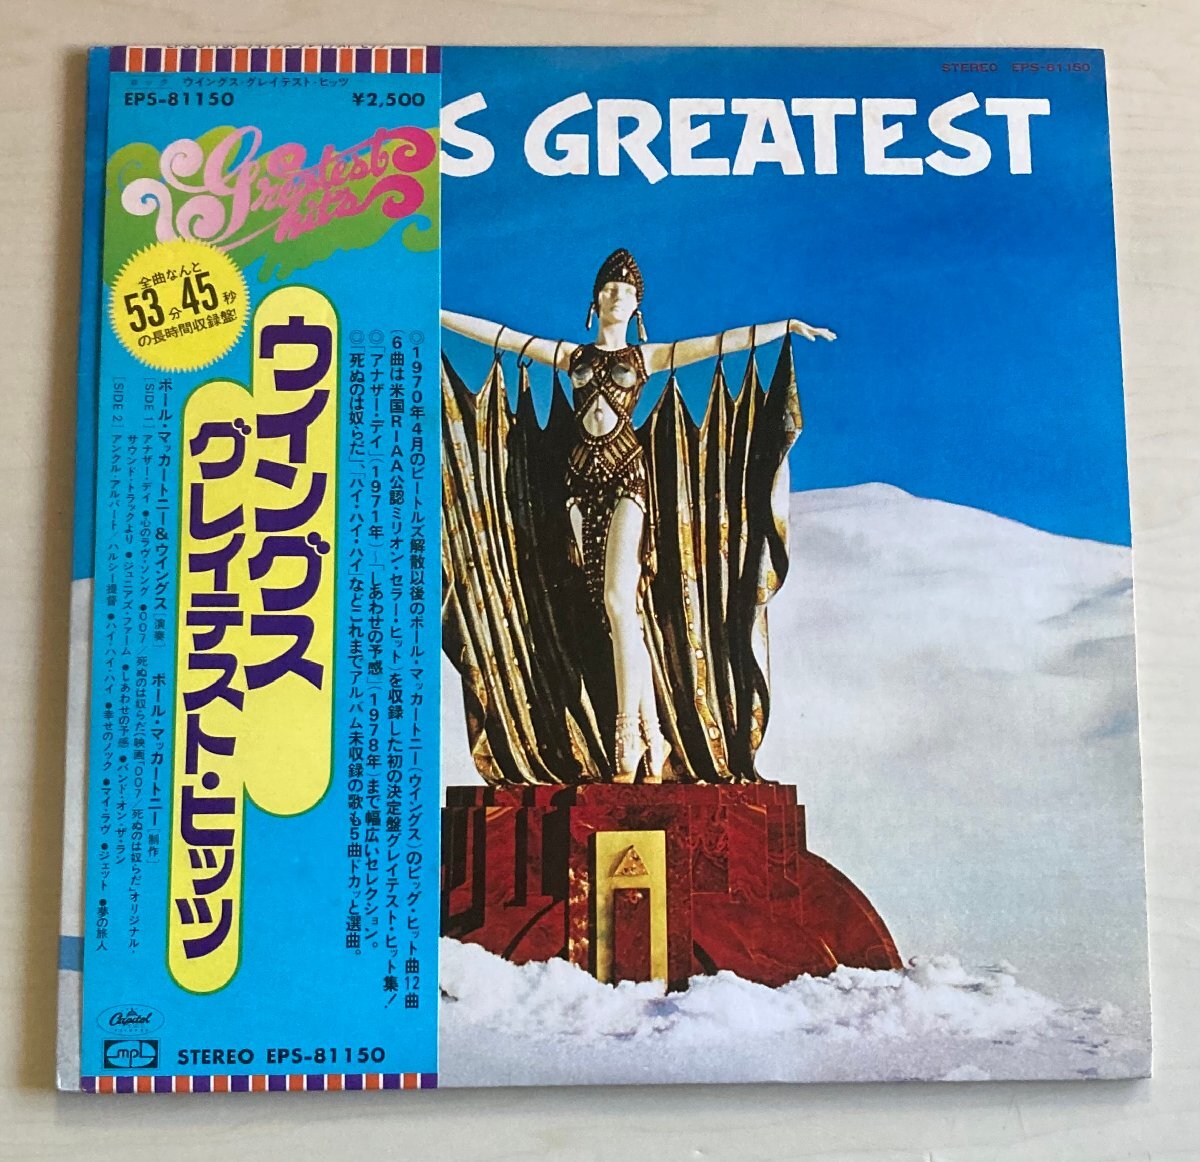 ロック ウイングス・グレイテスト・ヒッツ
EPS-81150 ¥2,500
Greatest
hits
全曲なんと
53分45秒
の長時間収録盤!
ウイングス
グレイテスト・ヒッツ
◎1970年4月のビートルズ解散以後のポール・マッカートニー(ウイングス)のビッグ・ヒット曲12曲
(6曲は米国RIAA公認ミリオン・セラー・ヒット)を収録した初の決定盤グレイテスト・ヒット集!
◎「アナザー・デイ」(1971年)―「しあわせの予感」(1978年)まで幅広いセレクション。
◎「死ぬのは奴らだ」、「ハイ・ハイ・ハイ」などこれまでアルバム未収録の歌も5曲ドカッと選曲。
ポール・マッカートニー&ウイングス[演奏] ポール・マッカートニー[制作]
[SIDE 1]アナザー・デイ●心のラヴ・ソング●007/死ぬのは奴らだ(映画「007/死ぬのは奴らだ」オリジナル・
サウンド・トラックより●ジュニアズ・ファーム●しあわせの予感●バンド・オン・ザ・ラン
[SIDE 2]アンクル・アルバート/ハルシー提督●ハイ・ハイ・ハイ●幸せのノック●マイ・ラヴ●ジェット●夢の旅人
Capitol
RECORDS
mpl
STEREO EPS-81150
STEREO EPS-81150
S GREATEST